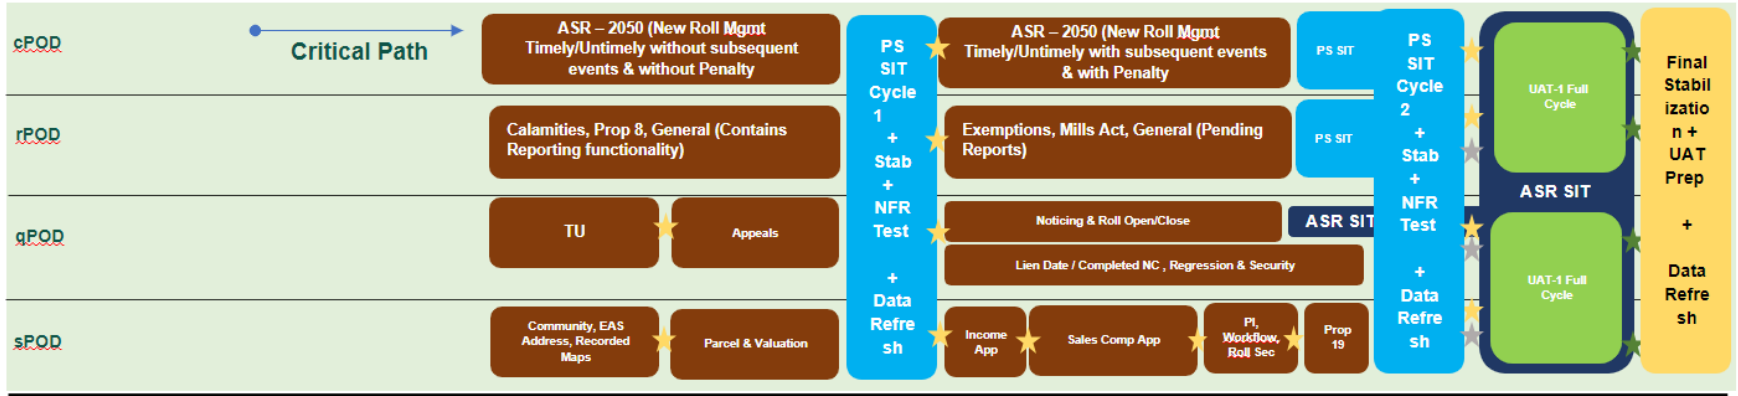 cPOD
Critical Path
ASR – 2050 (New Roll Mgmt
Timely/Untimely without subsequent
events & without Penalty
PS
SIT
Cycle
1
+
Stab
+
NFR
Test
+
Data
Refre
sh
ASR – 2050 (New Roll Mgmt
Timely/Untimely with subsequent events
& with Penalty
PS SIT
PS
SIT
Cycle
2
+
Stab
+
NFR
Test
+
Data
Refre
sh
UAT-1 Full
Cycle
ASR SIT
UAT-1 Full
Cycle
Final
Stabil
izatio
n +
UAT
Prep
+
Data
Refre
sh
rPOD
Calamities, Prop 8, General (Contains
Reporting functionality)
Exemptions, Mills Act, General (Pending
Reports)
PS SIT
qPOD
TU
Appeals
Noticing & Roll Open/Close
ASR SIT
Lien Date / Completed NC , Regression & Security
sPOD
Community, EAS
Address, Recorded
Maps
Parcel & Valuation
Income
App
Sales Comp App
PI,
Workflow,
Roll Sec
Prop
19